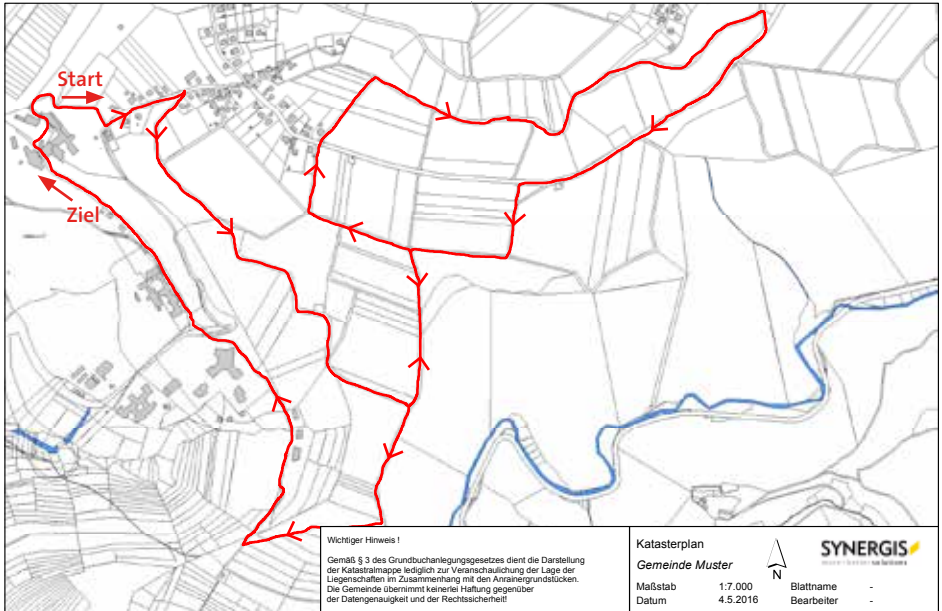 Start
Ziel
Wichtiger Hinweis !
Gemäß § 3 des Grundbuchanlegungsgesetzes dient die Darstellung
der Katastralmappe lediglich zur Veranschaulichung der Lage der
Liegenschaften im Zusammenhang mit den Anrainergrundstücken.
Die Gemeinde übernimmt keinerlei Haftung gegenüber
der Datengenauigkeit und der Rechtssicherheit!
Katasterplan
Gemeinde Muster
N
SYNERGIS
Maßstab 1:7.000 Blattname -
Datum 4.5.2016 Bearbeiter -